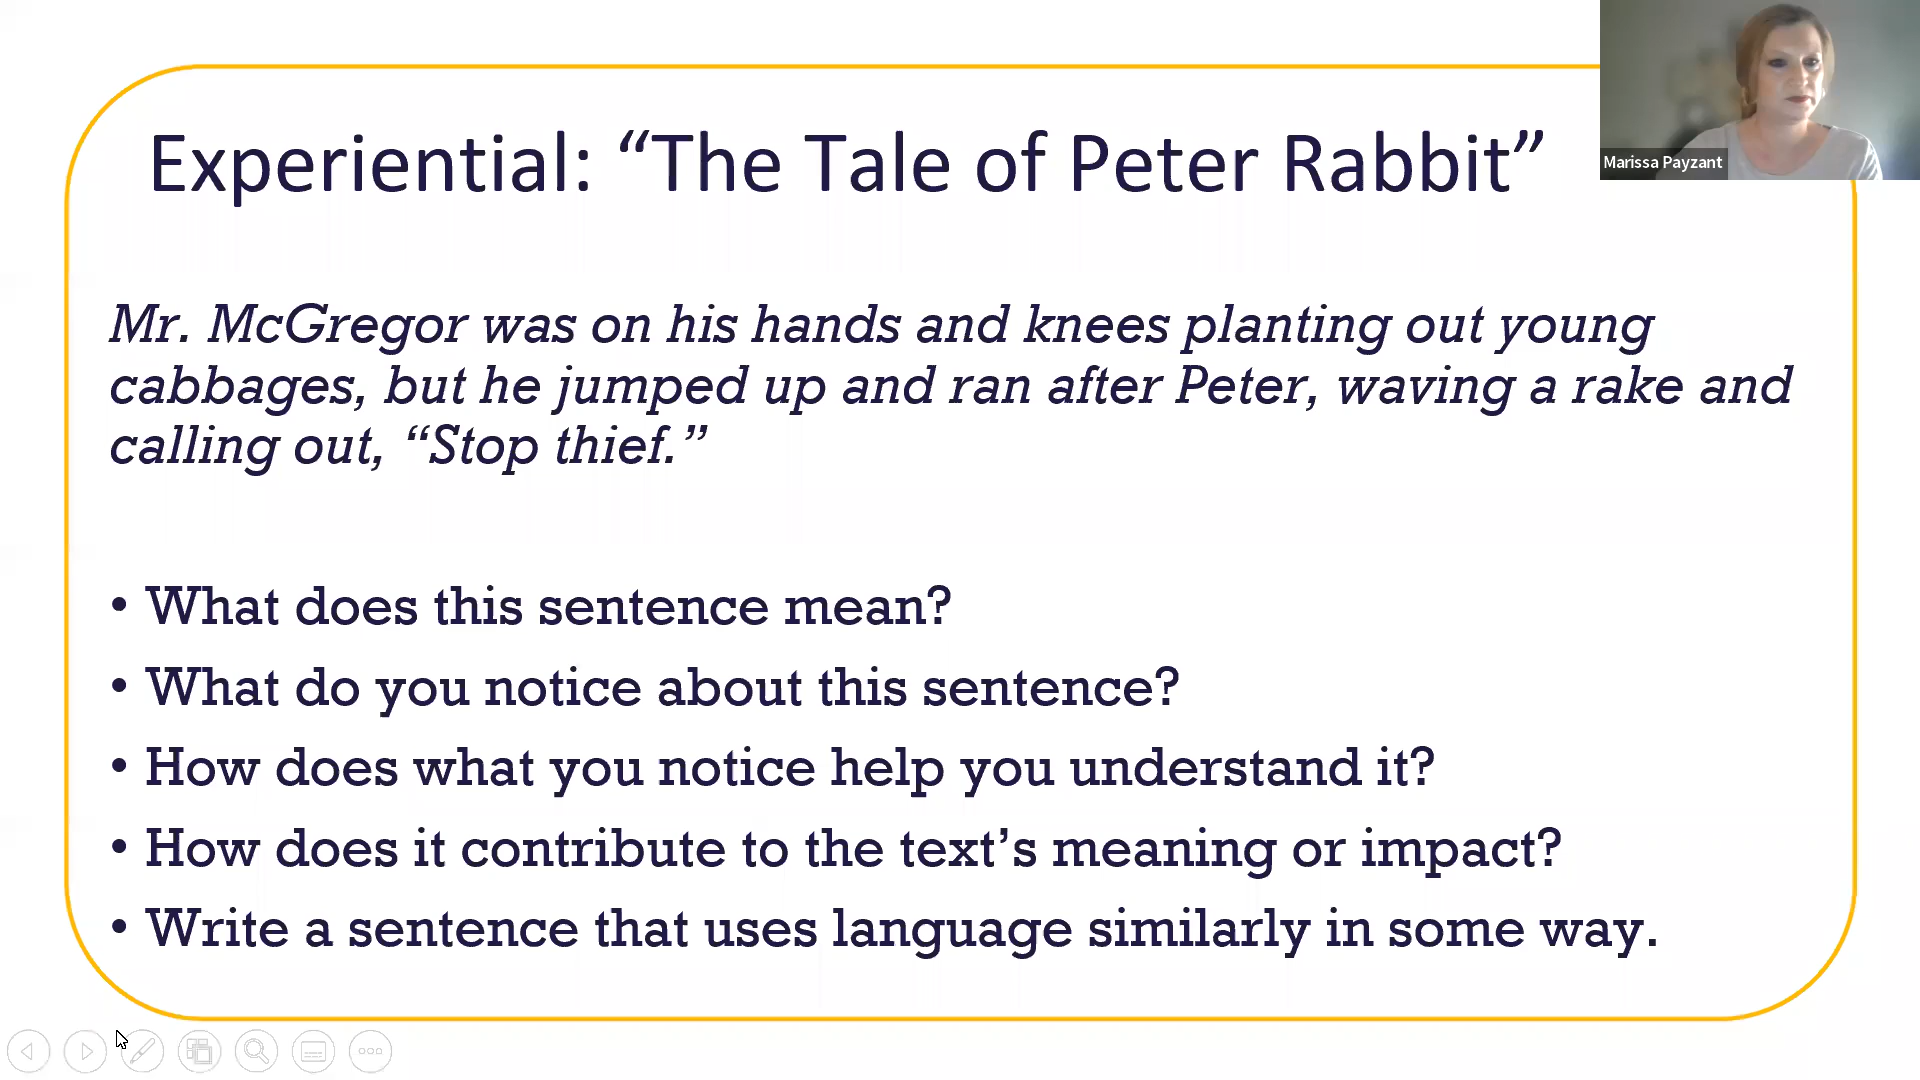 Experiential: “The Tale of Peter Rabbit”
Marissa Payzant
Mr. McGregor was on his hands and knees planting out young
cabbages, but he jumped up and ran after Peter, waving a rake and
calling out, “Stop thief.”
• What does this sentence mean?
• What do you notice about this sentence?
• How does what you notice help you understand it?
• How does it contribute to the text’s meaning or impact?
• Write a sentence that uses language similarly in some way.